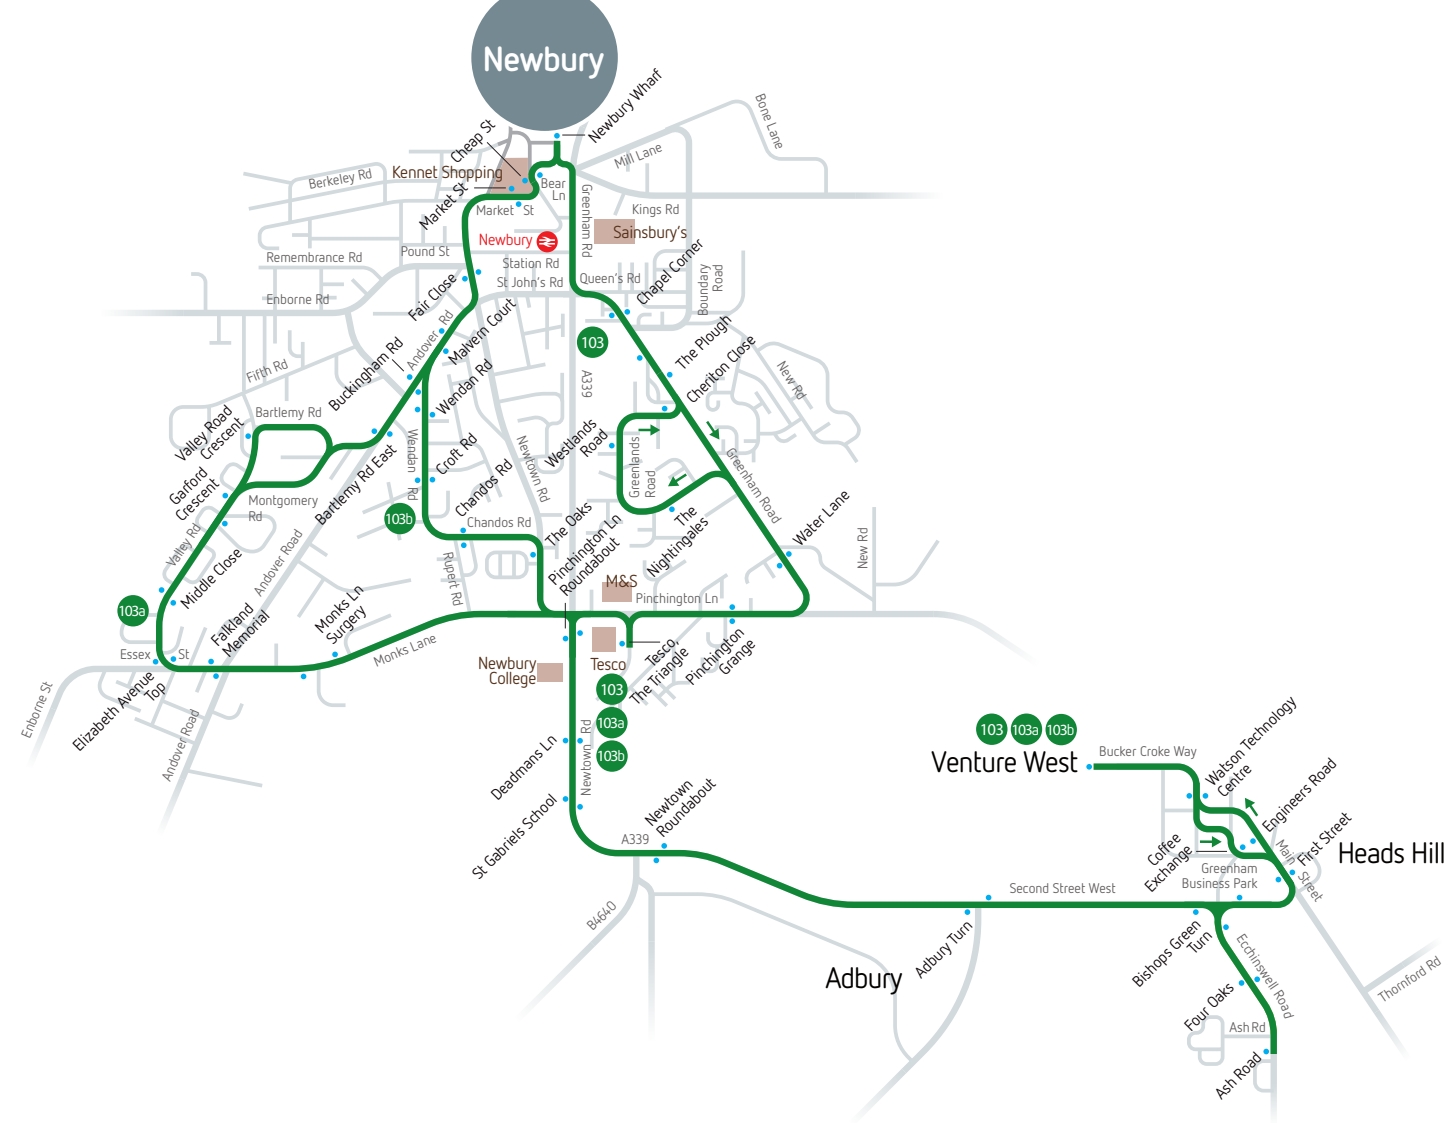 Newbury
Newbury Wharf
Cheap St
Kennet Shopping
Market St
Bear
Ln
Market St
Berkeley Rd
Mill Lane
Bone Lane
Kings Rd
Greenham Rd
Sainsbury's
Newbury
Pound St
Remembrance Rd
Station Rd
St John's Rd
Queen's Rd
Chapel Corner
Boundary
Road
Enborne Rd
Fair Close
Andover Rd
Malvern Court
103
The Plough
Cheriton Close
New Rd
Buckingham Rd
Fifth Rd
Wendan Rd
A339
Bartlemy Rd
Valley Road
Crescent
Wendan Rd
Croft Rd
Newtown Rd
Westlands
Road
Greenlands
Road
Greenham Road
Bartlemy Rd East
Garford
Crescent
Montgomery
Rd
Chandos Rd
103b
Chandos Rd
The Oaks
Pinchington Ln
Roundabout
The
Nightingales
Water Lane
New Rd
Valley Rd
Middle Close
Andover Road
Rupert Rd
M&S
Pinchington Ln
103a
Falkland
Memorial
Monks Ln
Surgery
Monks Lane
Essex St
Elizabeth Avenue
Top
Enborne St
Andover Road
Newbury
College
Tesco
Tesco,
The Triangle
Pinchington
Grange
103
103a
103b
Deadmans Ln
Newtown Rd
St Gabriels School
Newtown
Roundabout
A339
B4640
103
103a
103b
Venture West
Bucker Croke Way
Watson Technology
Centre
Engineers Road
Coffee
Exchange
Main Street
First Street
Heads Hill
Greenham
Business Park
Second Street West
Adbury
Adbury Turn
Bishops Green
Turn
Ecchinswell Road
Four Oaks
Ash Rd
Ash Road
Thornford Rd